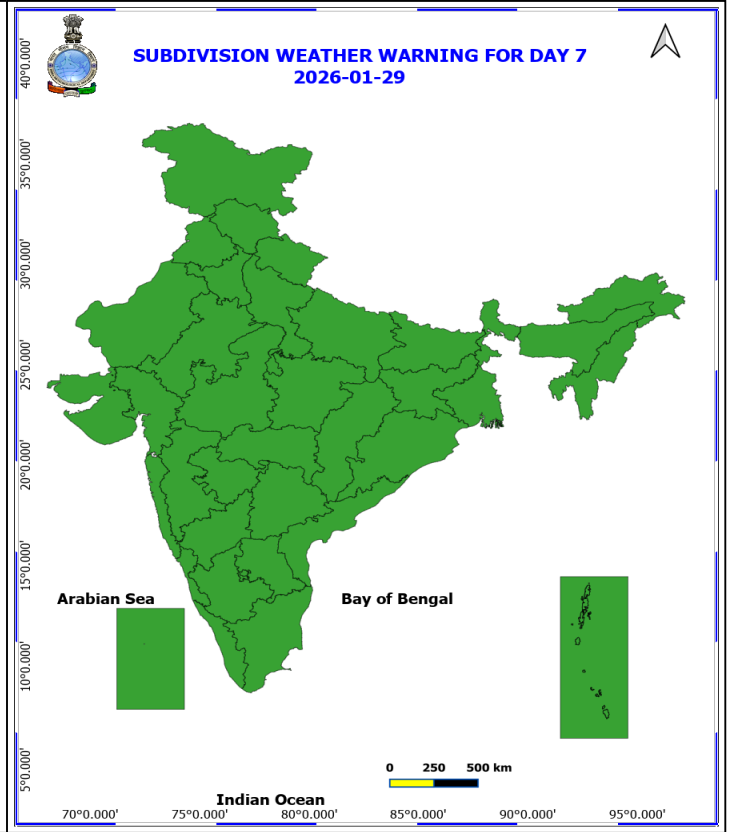 SUBDIVISION WEATHER WARNING FOR DAY 7
2026-01-29
40°0.000'
35°0.000'
30°0.000'
25°0.000'
20°0.000'
15°0.000'
10°0.000'
5°0.000'
Arabian Sea
Bay of Bengal
0 250 500 km
Indian Ocean
70°0.000' 75°0.000' 80°0.000' 85°0.000' 90°0.000' 95°0.000'